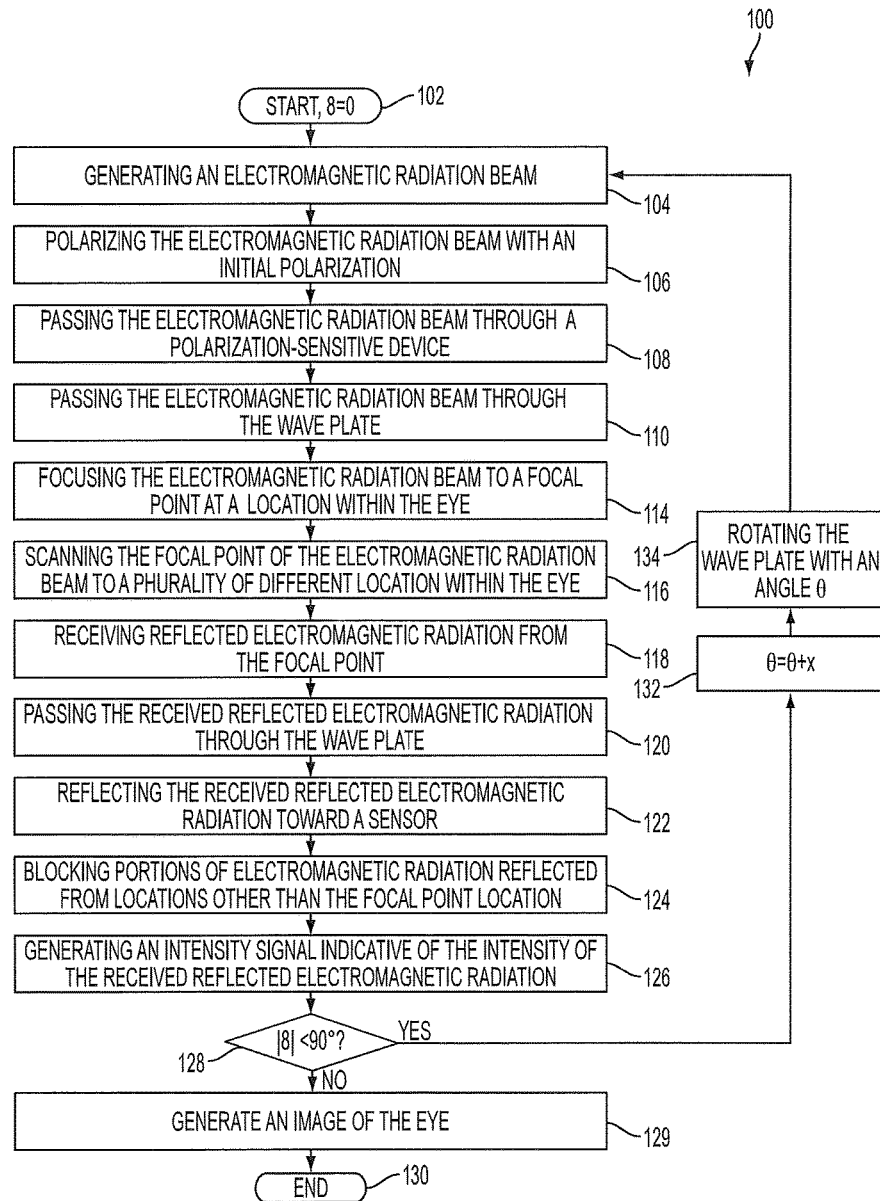 100
START, 8=0
102
GENERATING AN ELECTROMAGNETIC RADIATION BEAM
104
POLARIZING THE ELECTROMAGNETIC RADIATION BEAM WITH AN
INITIAL POLARIZATION
106
PASSING THE ELECTROMAGNETIC RADIATION BEAM THROUGH A
POLARIZATION-SENSITIVE DEVICE
108
PASSING THE ELECTROMAGNETIC RADIATION BEAM THROUGH
THE WAVE PLATE
110
FOCUSING THE ELECTROMAGNETIC RADIATION BEAM TO A FOCAL
POINT AT A LOCATION WITHIN THE EYE
114
SCANNING THE FOCAL POINT OF THE ELECTROMAGNETIC RADIATION
BEAM TO A PHURALITY OF DIFFERENT LOCATION WITHIN THE EYE
116
RECEIVING REFLECTED ELECTROMAGNETIC RADIATION FROM
THE FOCAL POINT
118
PASSING THE RECEIVED REFLECTED ELECTROMAGNETIC RADIATION
THROUGH THE WAVE PLATE
120
REFLECTING THE RECEIVED REFLECTED ELECTROMAGNETIC
RADIATION TOWARD A SENSOR
122
BLOCKING PORTIONS OF ELECTROMAGNETIC RADIATION REFLECTED
FROM LOCATIONS OTHER THAN THE FOCAL POINT LOCATION
124
GENERATING AN INTENSITY SIGNAL INDICATIVE OF THE INTENSITY OF
THE RECEIVED REFLECTED ELECTROMAGNETIC RADIATION
126
|8| <90°?
128
YES
NO
132
θ=θ+x
134
ROTATING THE
WAVE PLATE WITH AN
ANGLE θ
GENERATE AN IMAGE OF THE EYE
129
END
130